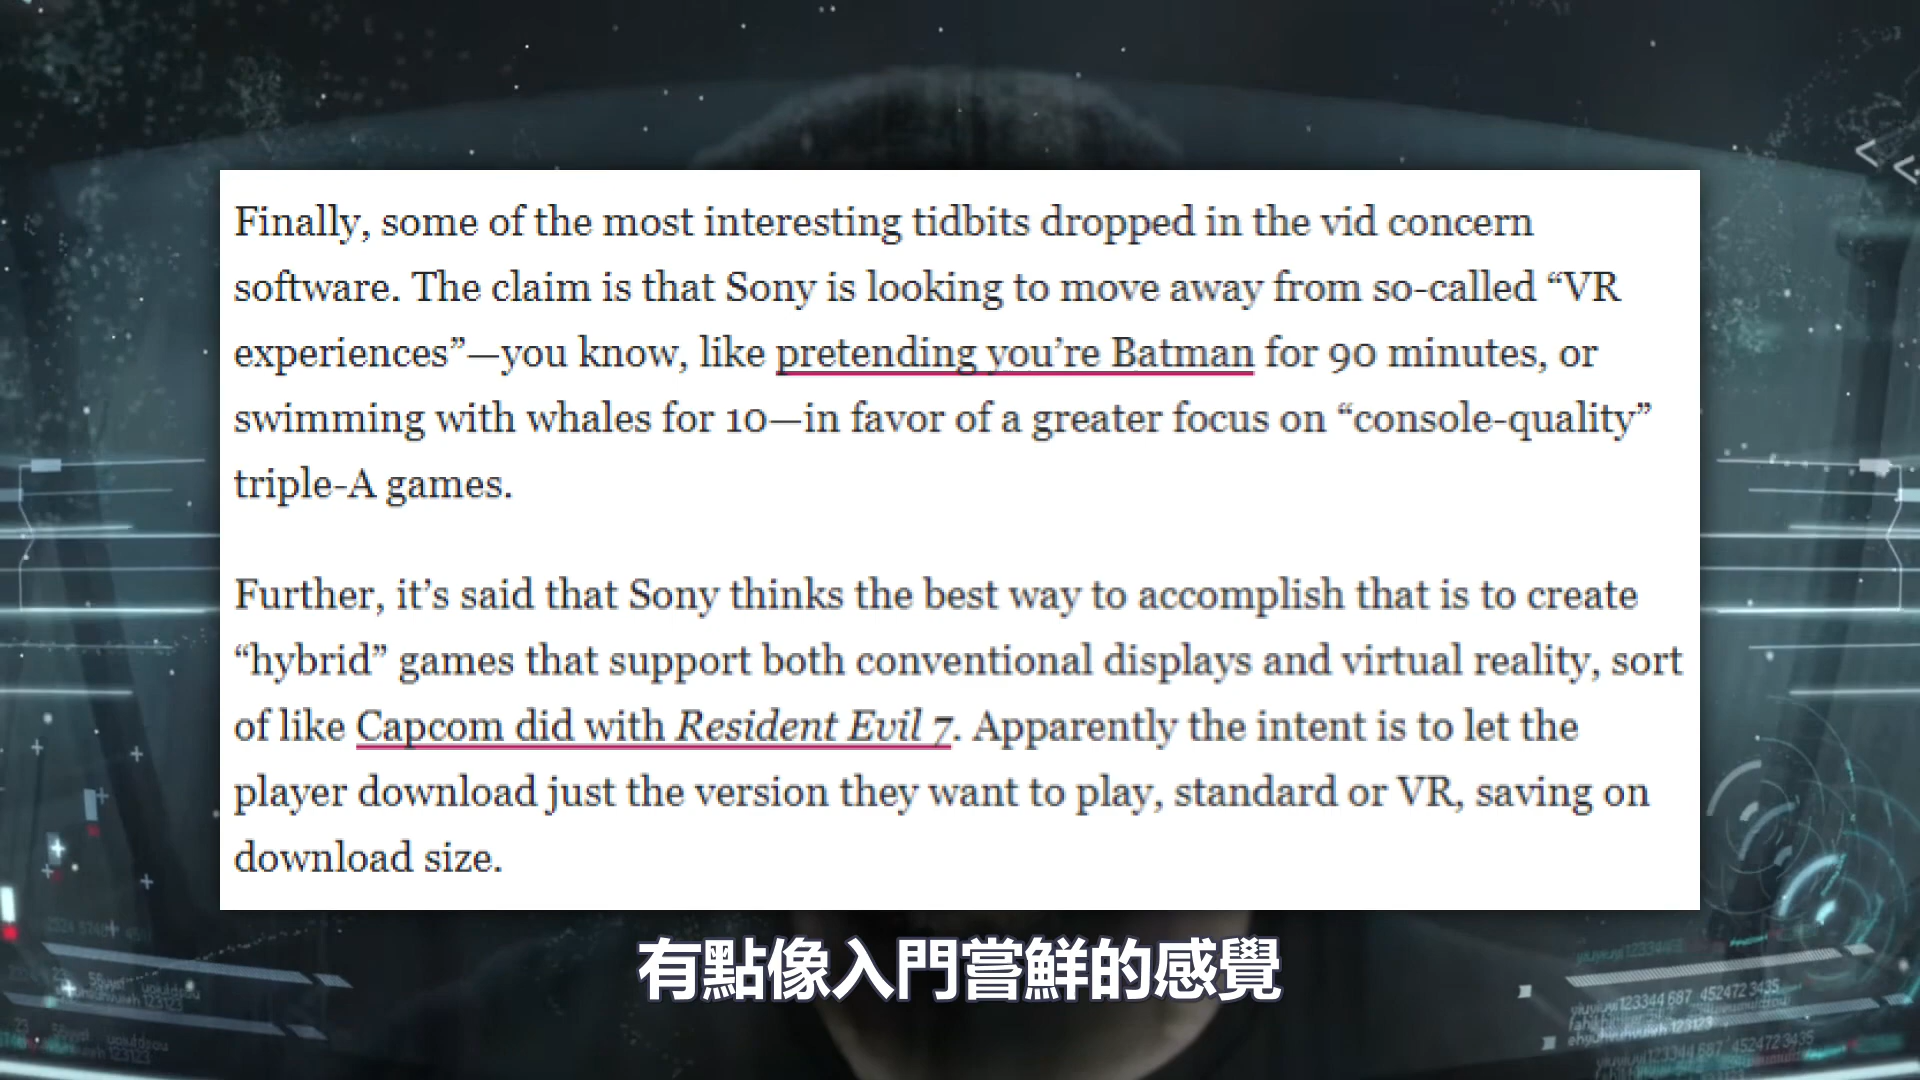 Finally, some of the most interesting tidbits dropped in the vid concern
software. The claim is that Sony is looking to move away from so-called “VR
experiences”—you know, like pretending you’re Batman for 90 minutes, or
swimming with whales for 10—in favor of a greater focus on “console-quality”
triple-A games.
Further, it’s said that Sony thinks the best way to accomplish that is to create
“hybrid” games that support both conventional displays and virtual reality, sort
of like Capcom did with Resident Evil 7. Apparently the intent is to let the
player download just the version they want to play, standard or VR, saving on
download size.
有點像入門嘗鮮的感覺